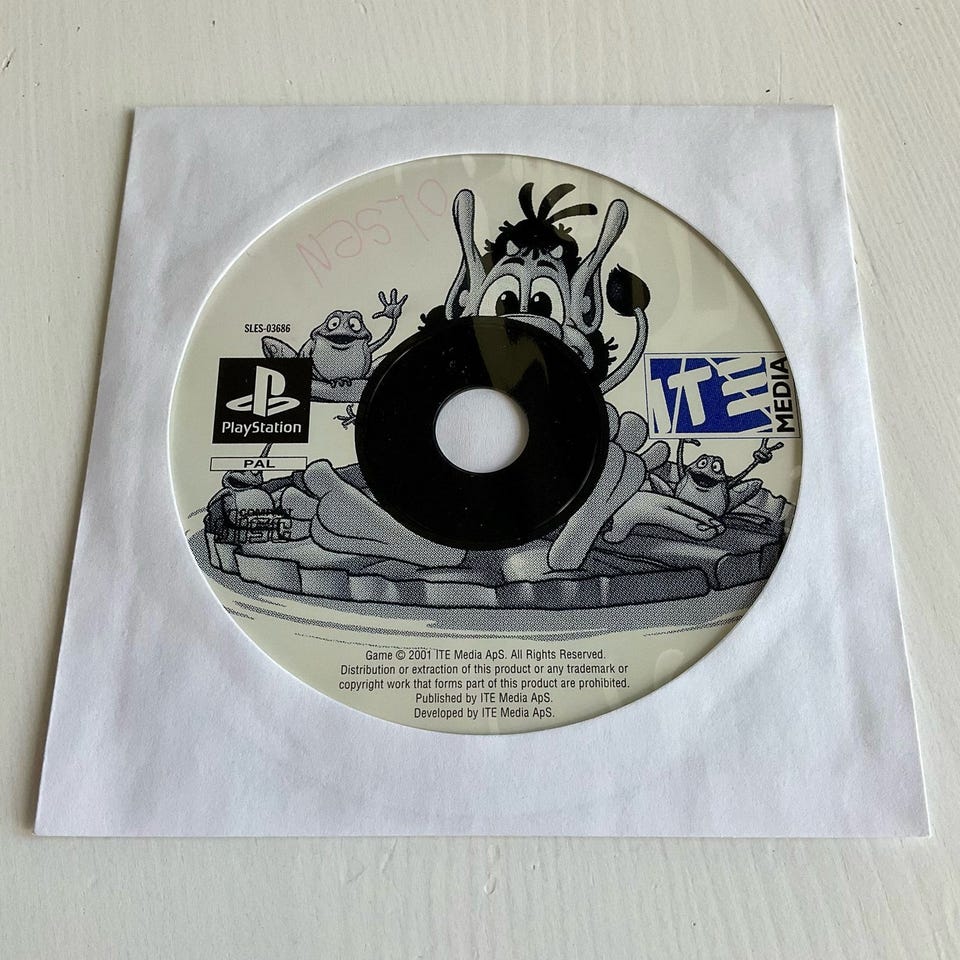 OLSEN
SLES-03686
PlayStation
PAL
ITE
MEDIA
COMPACT
DISC
Game © 2001 ITE Media ApS. All Rights Reserved.
Distribution or extraction of this product or any trademark or
copyright work that forms part of this product are prohibited.
Published by ITE Media ApS.
Developed by ITE Media ApS.